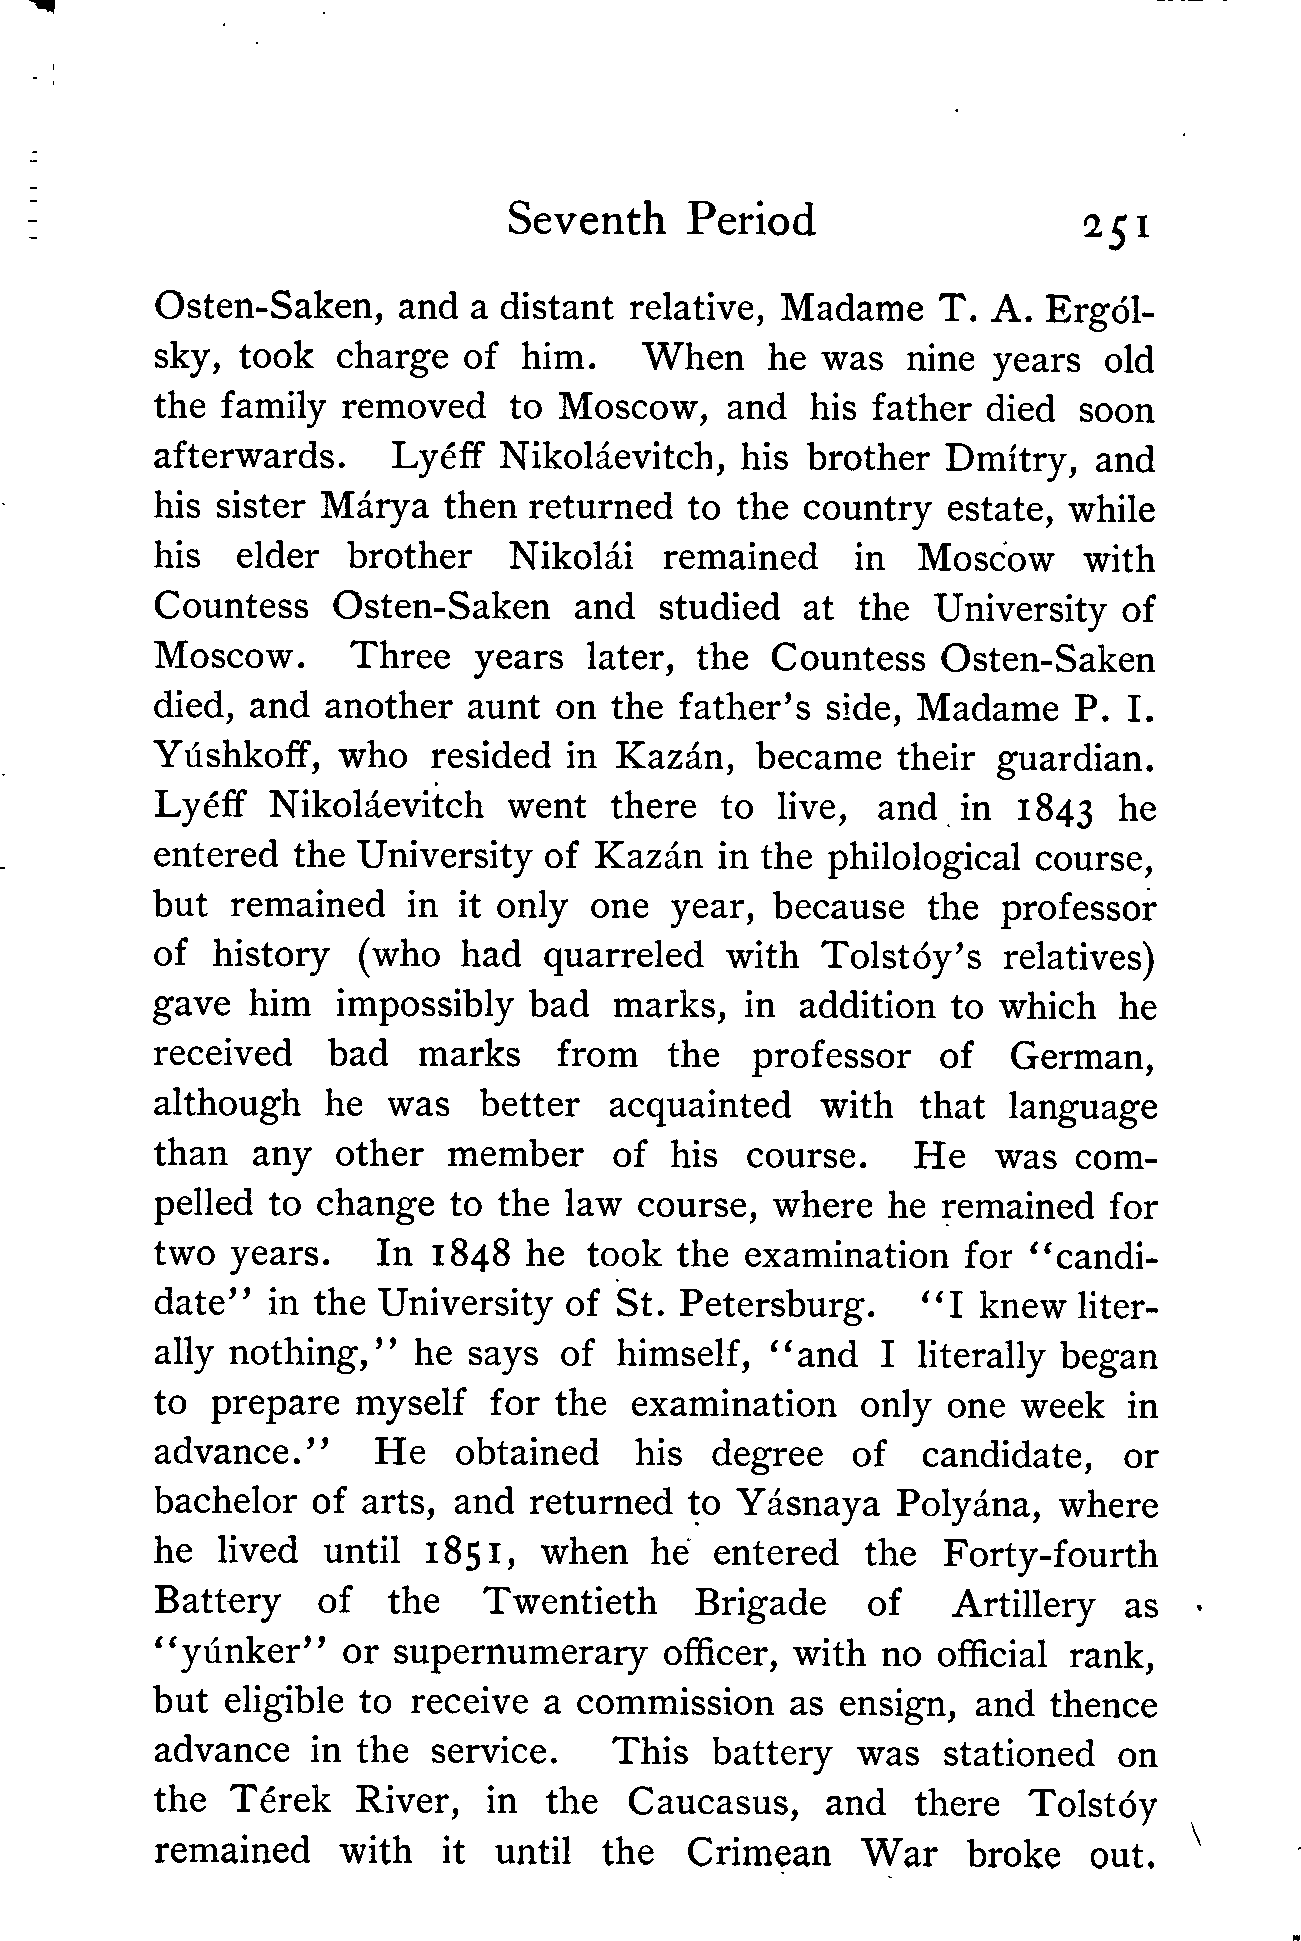 Seventh Period 251
Osten-Saken, and a distant relative, Madame T. A. Ergól-
sky, took charge of him. When he was nine years old
the family removed to Moscow, and his father died soon
afterwards. Lyéff Nikoláevitch, his brother Dmítry, and
his sister Márya then returned to the country estate, while
his elder brother Nikolái remained in Moscow with
Countess Osten-Saken and studied at the University of
Moscow. Three years later, the Countess Osten-Saken
died, and another aunt on the father's side, Madame P. I.
Yúshkoff, who resided in Kazán, became their guardian.
Lyéff Nikoláevitch went there to live, and in 1843 he
entered the University of Kazán in the philological course,
but remained in it only one year, because the professor
of history (who had quarreled with Tolstóy's relatives)
gave him impossibly bad marks, in addition to which he
received bad marks from the professor of German,
although he was better acquainted with that language
than any other member of his course. He was com-
pelled to change to the law course, where he remained for
two years. In 1848 he took the examination for "candi-
date" in the University of St. Petersburg. "I knew liter-
ally nothing," he says of himself, "and I literally began
to prepare myself for the examination only one week in
advance." He obtained his degree of candidate, or
bachelor of arts, and returned to Yásnaya Polyána, where
he lived until 1851, when he entered the Forty-fourth
Battery of the Twentieth Brigade of Artillery as
"yúnker" or supernumerary officer, with no official rank,
but eligible to receive a commission as ensign, and thence
advance in the service. This battery was stationed on
the Térek River, in the Caucasus, and there Tolstóy
remained with it until the Crimean War broke out.